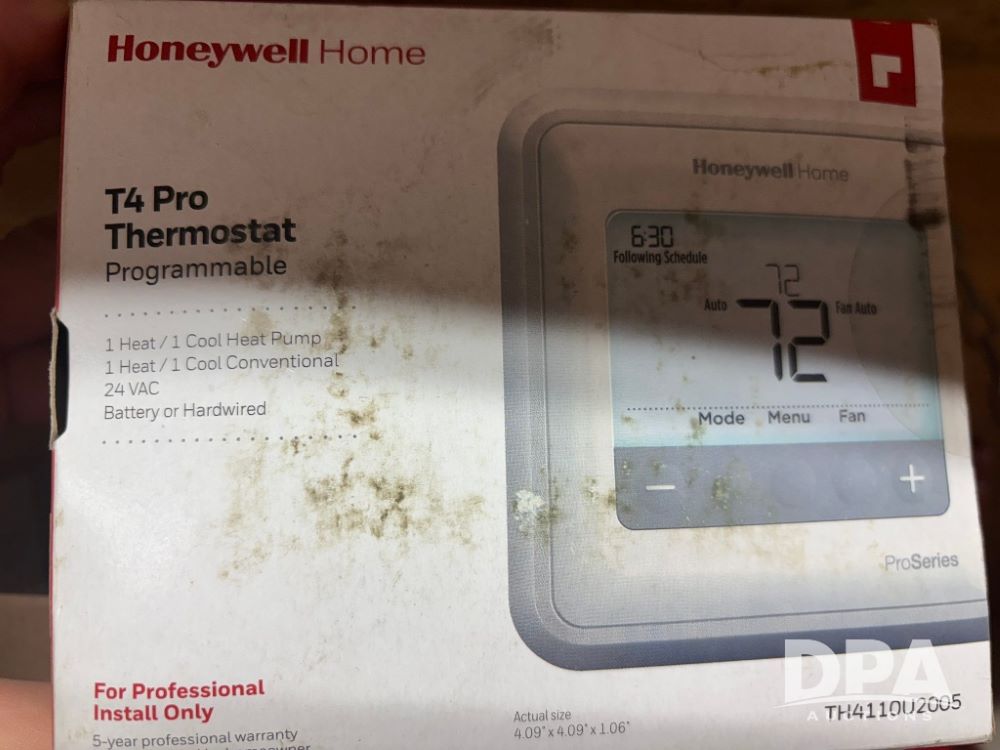 Honeywell Home
T4 Pro
Thermostat
Programmable
1 Heat / 1 Cool Heat Pump
1 Heat / 1 Cool Conventional
24 VAC
Battery or Hardwired
For Professional
Install Only
5-year professional warranty
Honeywell Home
6:30
Following Schedule
72
Auto
72
Fan Auto
Mode Menu Fan
− +
ProSeries
Actual size
4.09" x 4.09" x 1.06"
TH4110U2005
DPA
AUCTIONS